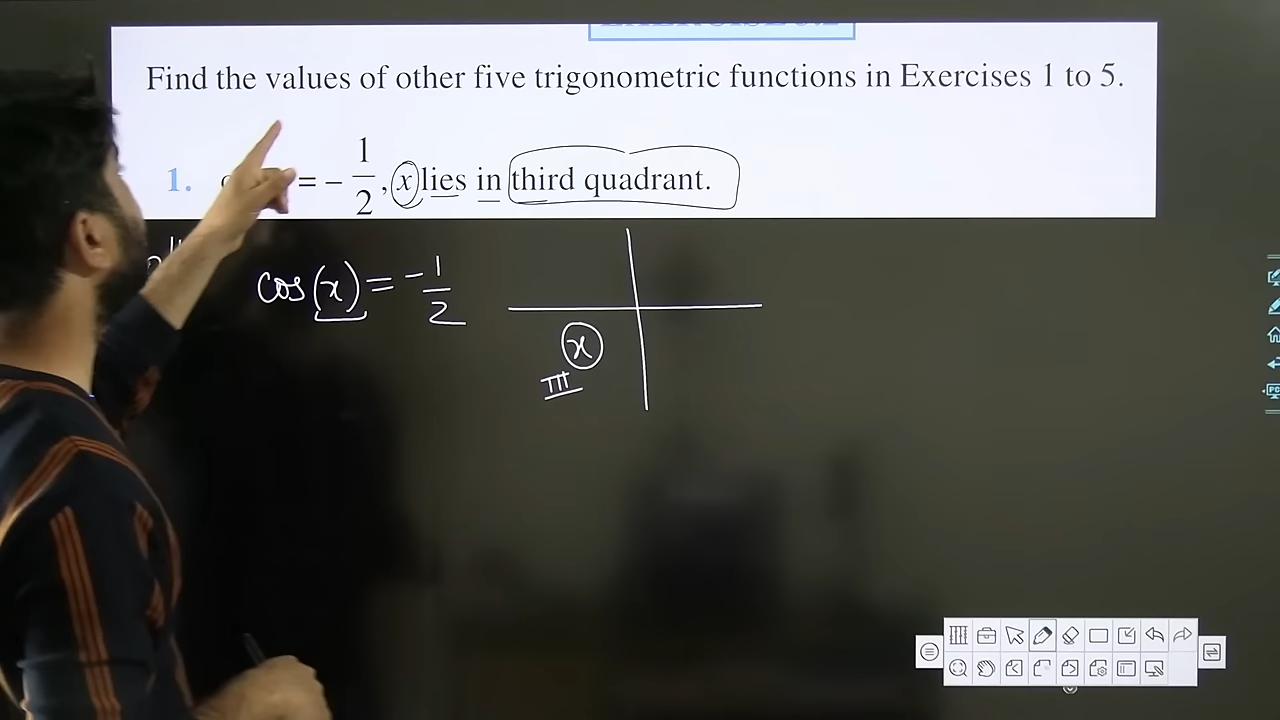 Find the values of other five trigonometric functions in Exercises 1 to 5.
1. = – 1/2, x lies in third quadrant.
cos(x) = -1/2
x
III